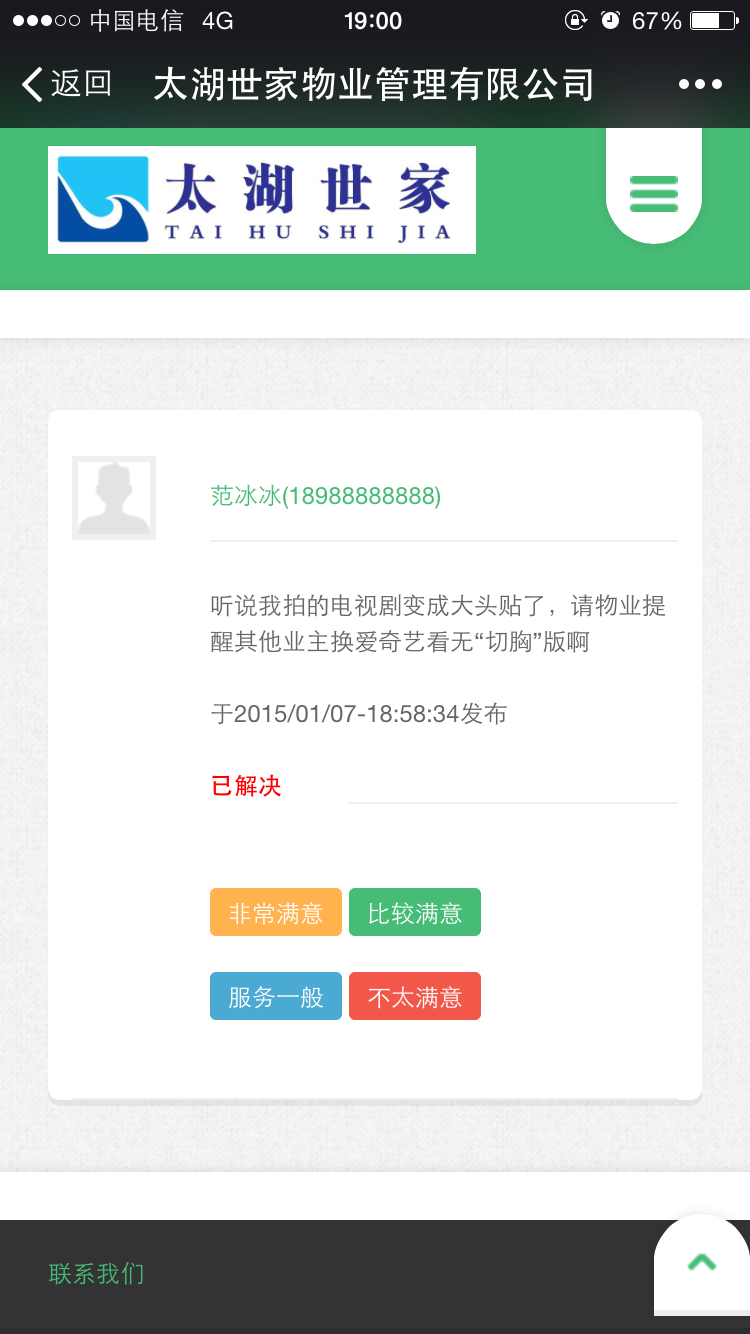 中国电信 4G 19:00 67%
返回 太湖世家物业管理有限公司
太湖世家
TAI HU SHI JIA
范冰冰(18988888888)
听说我拍的电视剧变成大头贴了，请物业提
醒其他业主换爱奇艺看无“切胸”版啊
于2015/01/07-18:58:34发布
已解决
非常满意 比较满意
服务一般 不太满意
联系我们